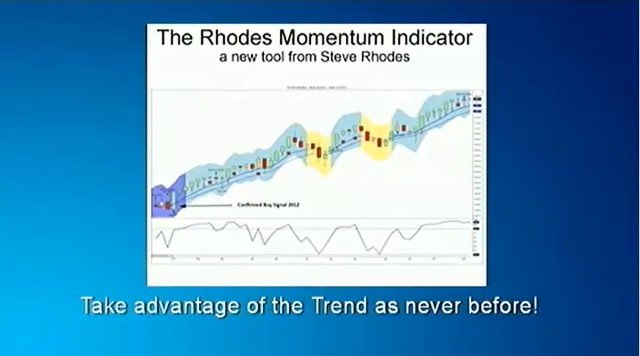 The Rhodes Momentum Indicator
a new tool from Steve Rhodes
Confirmed Buy Signal 2012
Take advantage of the Trend as never before!